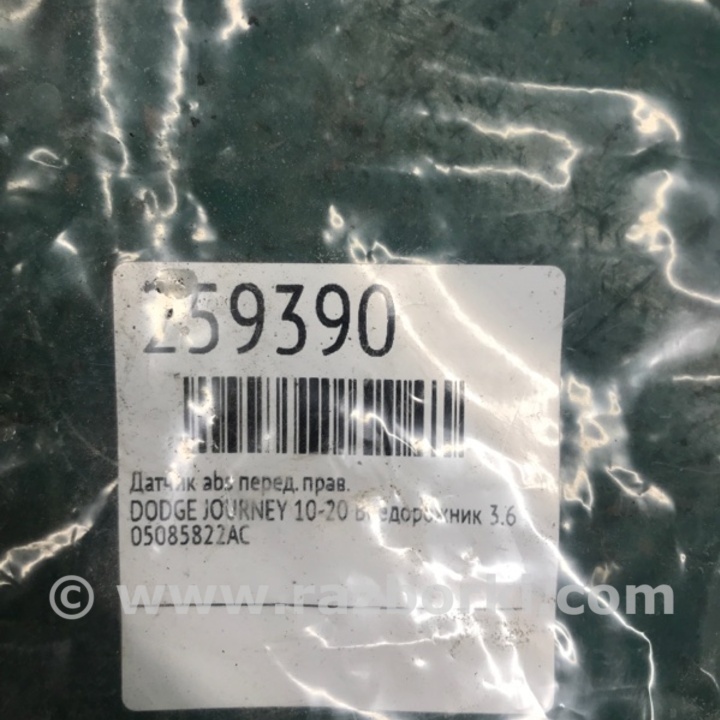 259390
Датчик abs перед. прав.
DODGE JOURNEY 10-20 Внедорожник 3.6
05085822AC